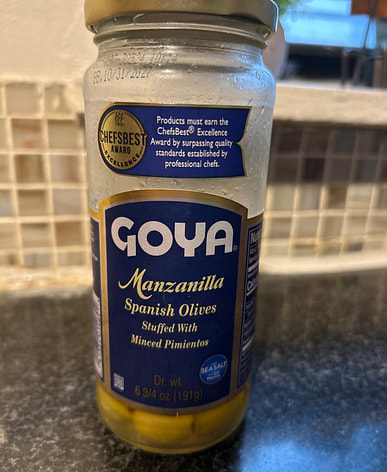 CHEFSBEST®
AWARD
EXCELLENCE
Products must earn the
ChefsBest® Excellence
Award by surpassing quality
standards established by
professional chefs.
GOYA®
Manzanilla
Spanish Olives
Stuffed With
Minced Pimientos
SEA SALT
Dr. wt.
6 3/4 oz (191g)